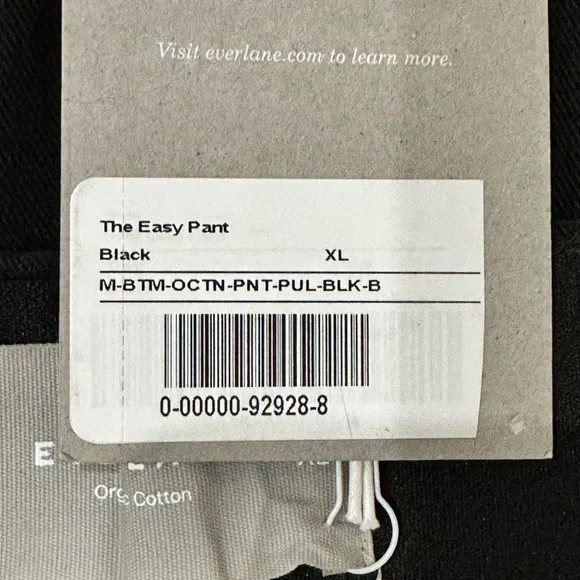 Visit everlane.com to learn more.
The Easy Pant
Black XL
M-BTM-OCTN-PNT-PUL-BLK-B
0-00000-92928-8
Cotton